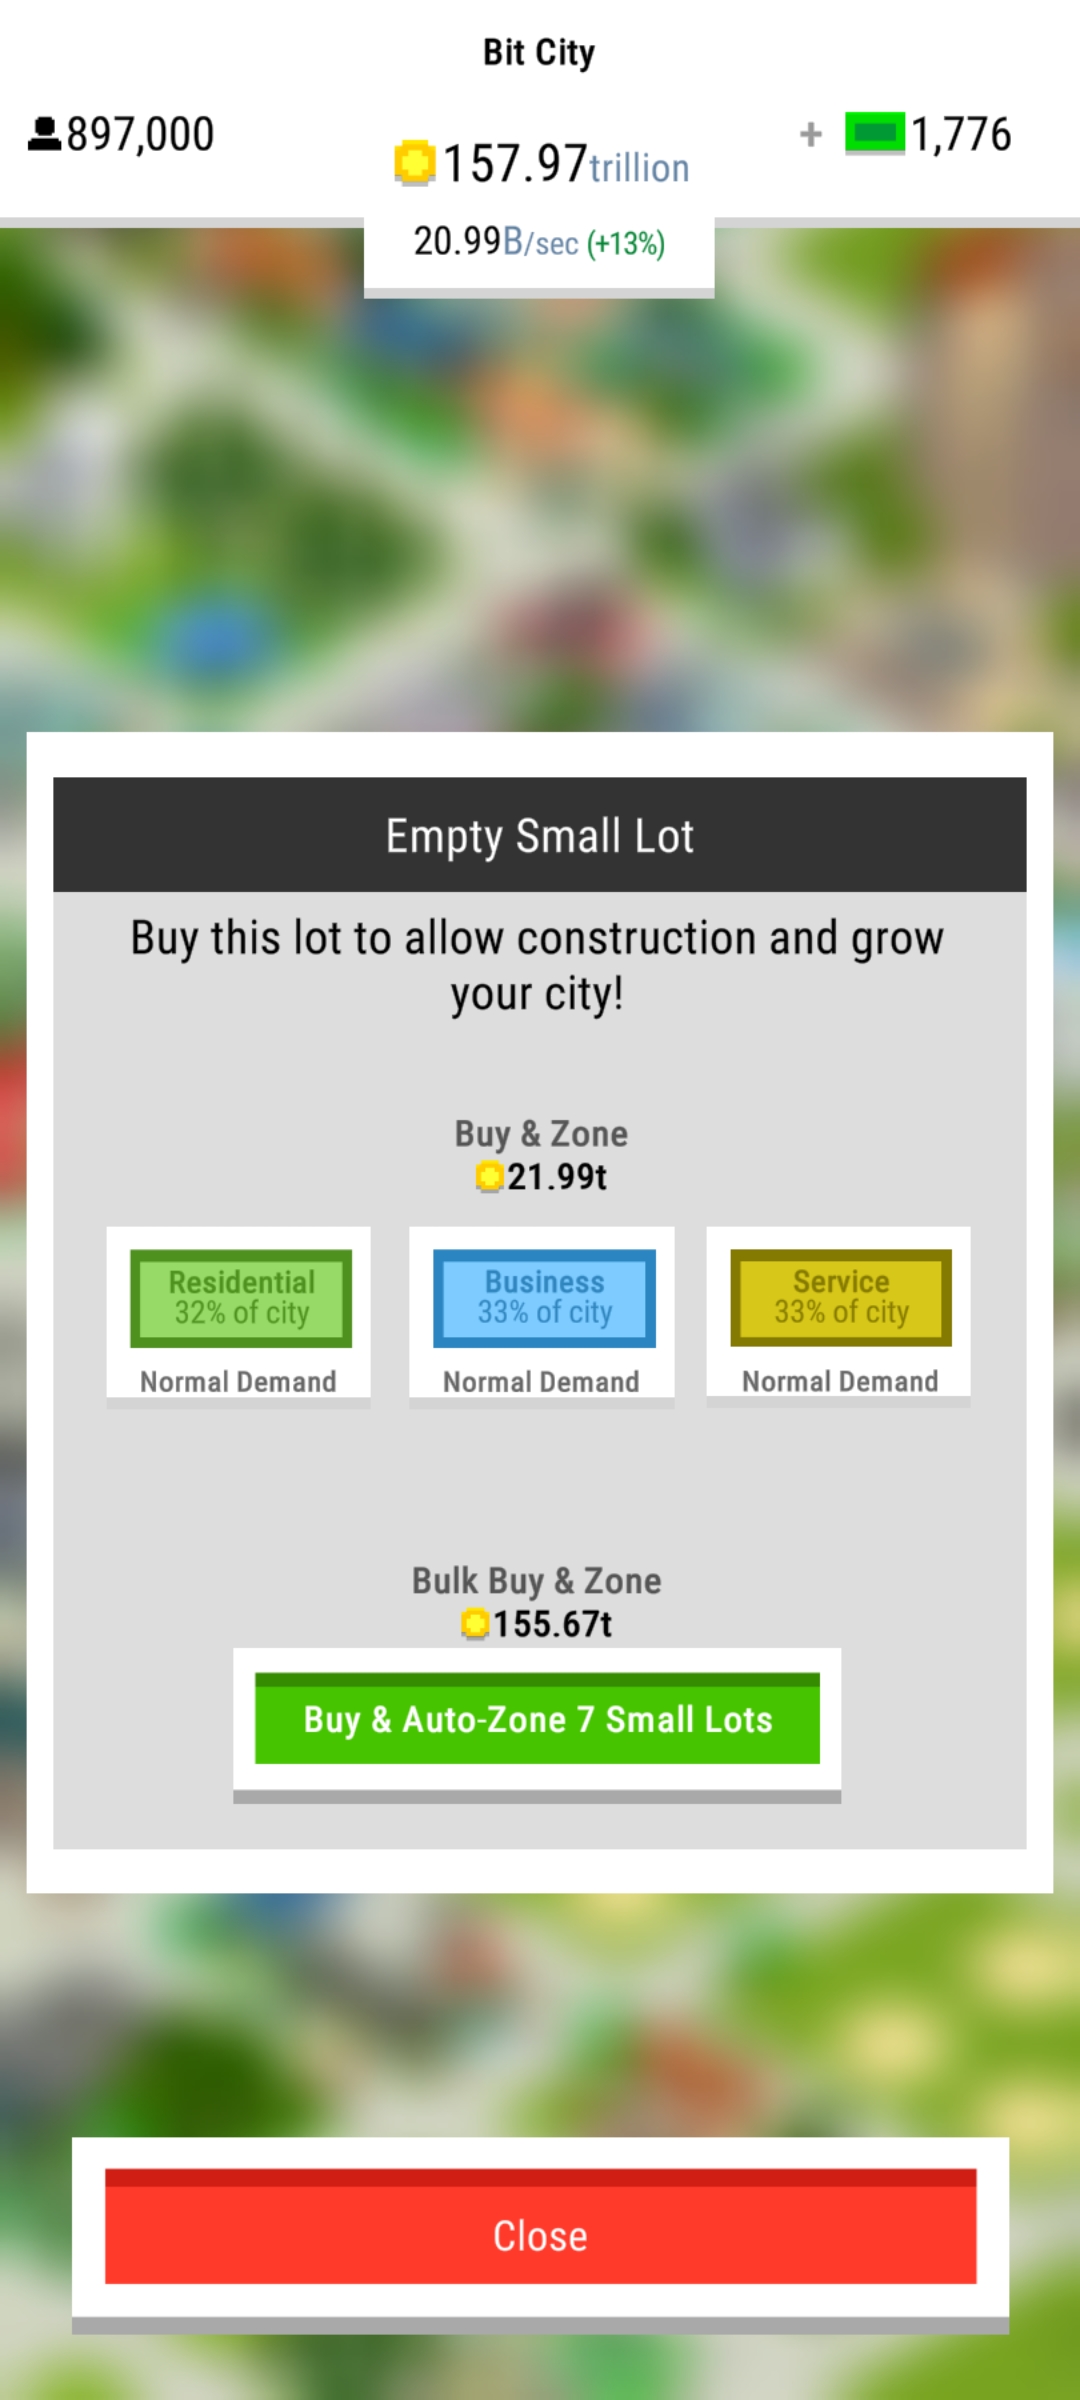 Bit City
897,000
157.97trillion
+ 1,776
20.99B/sec (+13%)
Empty Small Lot
Buy this lot to allow construction and grow
your city!
Buy & Zone
21.99t
Residential
32% of city
Normal Demand
Business
33% of city
Normal Demand
Service
33% of city
Normal Demand
Bulk Buy & Zone
155.67t
Buy & Auto-Zone 7 Small Lots
Close